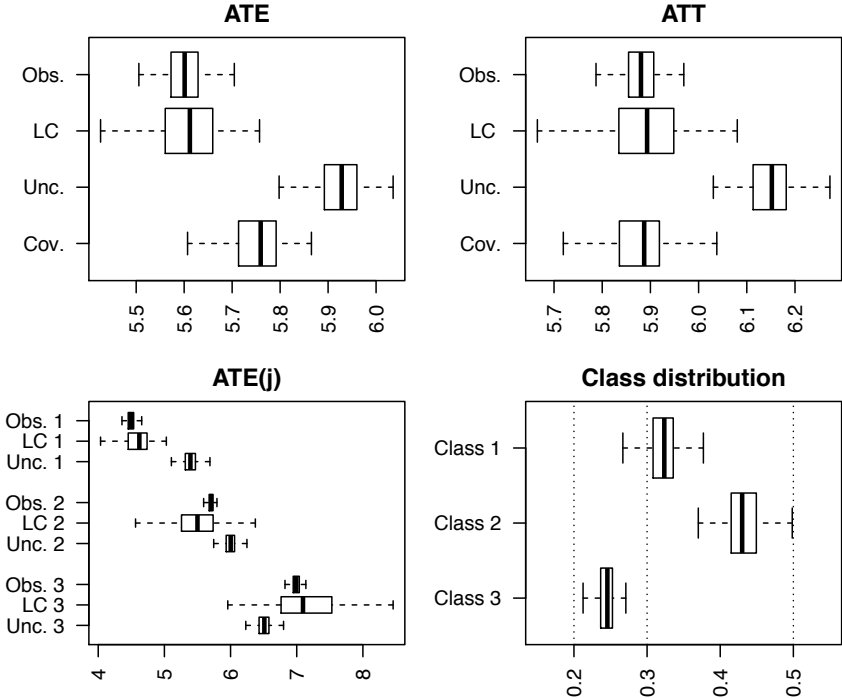 ATE
Obs.
LC
Unc.
Cov.
5.5 5.6 5.7 5.8 5.9 6.0
ATT
Obs.
LC
Unc.
Cov.
5.7 5.8 5.9 6.0 6.1 6.2
ATE(j)
Obs. 1
LC 1
Unc. 1
Obs. 2
LC 2
Unc. 2
Obs. 3
LC 3
Unc. 3
4 5 6 7 8
Class distribution
Class 1
Class 2
Class 3
0.2 0.3 0.4 0.5